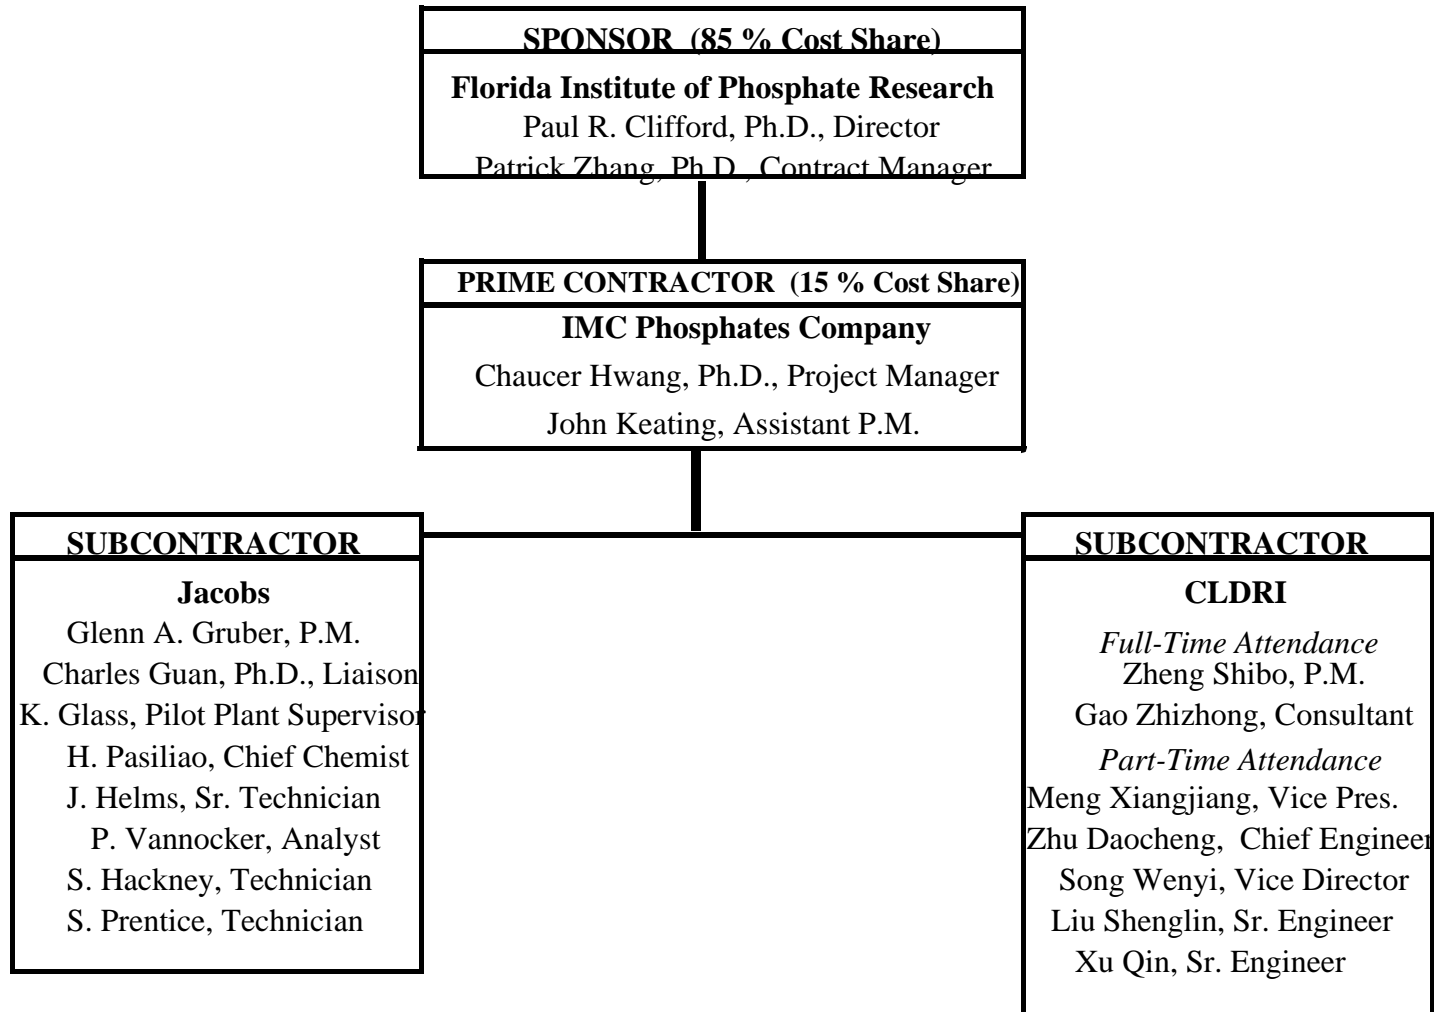 SPONSOR (85 % Cost Share)
Florida Institute of Phosphate Research
Paul R. Clifford, Ph.D., Director
Patrick Zhang, Ph.D., Contract Manager
PRIME CONTRACTOR (15 % Cost Share)
IMC Phosphates Company
Chaucer Hwang, Ph.D., Project Manager
John Keating, Assistant P.M.
SUBCONTRACTOR
Jacobs
Glenn A. Gruber, P.M.
Charles Guan, Ph.D., Liaison
K. Glass, Pilot Plant Supervisor
H. Pasiliao, Chief Chemist
J. Helms, Sr. Technician
P. Vannocker, Analyst
S. Hackney, Technician
S. Prentice, Technician
SUBCONTRACTOR
CLDRI
Full-Time Attendance
Zheng Shibo, P.M.
Gao Zhizhong, Consultant
Part-Time Attendance
Meng Xiangjiang, Vice Pres.
Zhu Daocheng, Chief Engineer
Song Wenyi, Vice Director
Liu Shenglin, Sr. Engineer
Xu Qin, Sr. Engineer